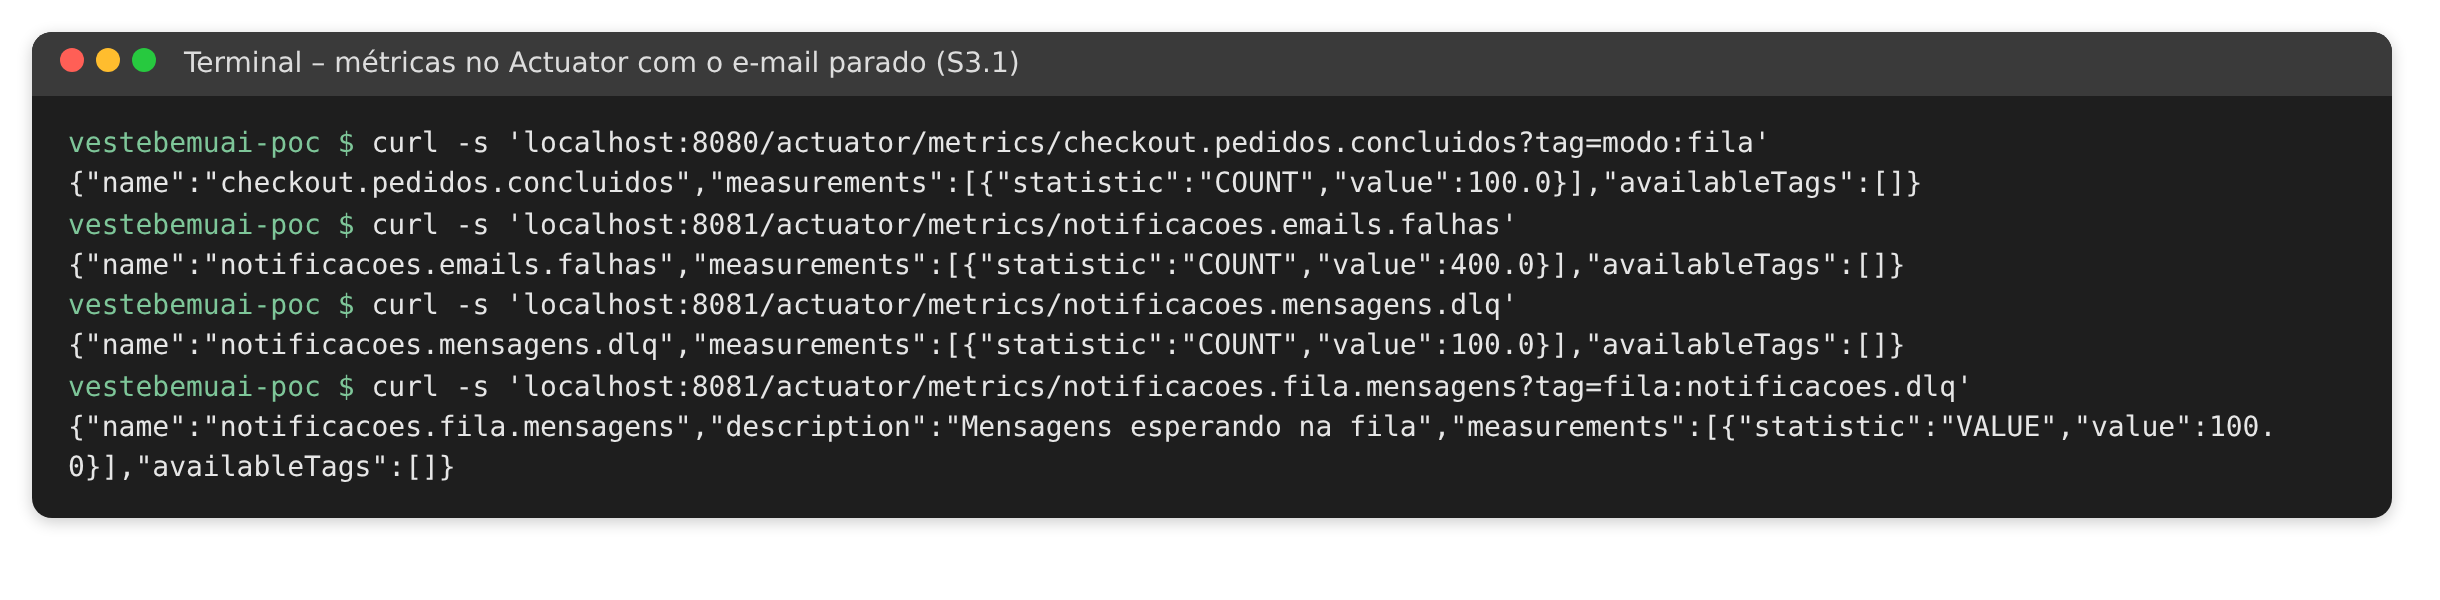 Terminal – métricas no Actuator com o e-mail parado (S3.1)
vestebemuai-poc $ curl -s 'localhost:8080/actuator/metrics/checkout.pedidos.concluidos?tag=modo:fila'
{"name":"checkout.pedidos.concluidos","measurements":[{"statistic":"COUNT","value":100.0}],"availableTags":[]}
vestebemuai-poc $ curl -s 'localhost:8081/actuator/metrics/notificacoes.emails.falhas'
{"name":"notificacoes.emails.falhas","measurements":[{"statistic":"COUNT","value":400.0}],"availableTags":[]}
vestebemuai-poc $ curl -s 'localhost:8081/actuator/metrics/notificacoes.mensagens.dlq'
{"name":"notificacoes.mensagens.dlq","measurements":[{"statistic":"COUNT","value":100.0}],"availableTags":[]}
vestebemuai-poc $ curl -s 'localhost:8081/actuator/metrics/notificacoes.fila.mensagens?tag=fila:notificacoes.dlq'
{"name":"notificacoes.fila.mensagens","description":"Mensagens esperando na fila","measurements":[{"statistic":"VALUE","value":100.
0}],"availableTags":[]}